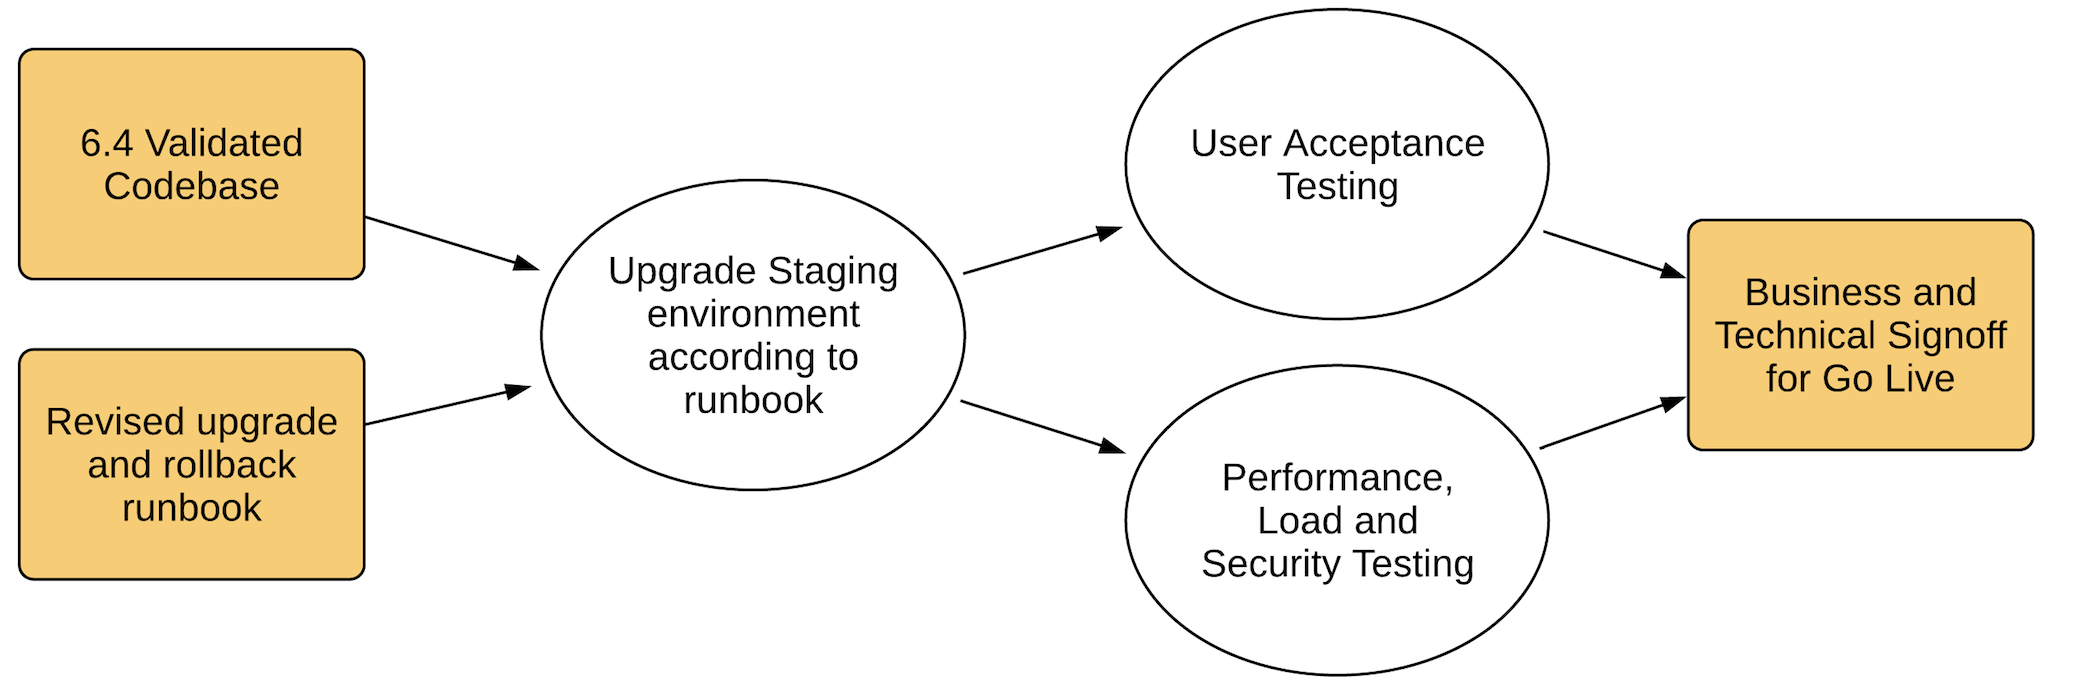 6.4 Validated
Codebase
Revised upgrade
and rollback
runbook
Upgrade Staging
environment
according to
runbook
User Acceptance
Testing
Performance,
Load and
Security Testing
Business and
Technical Signoff
for Go Live